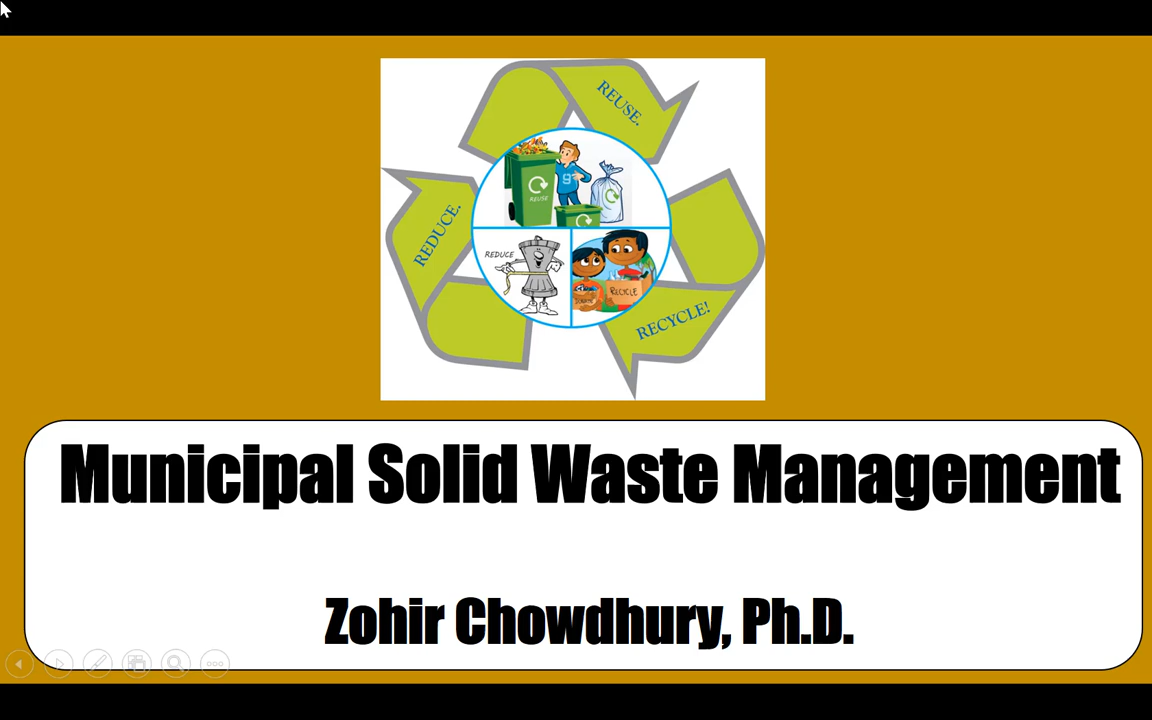 REUSE.
REUSE
REDUCE.
REDUCE
RECYCLE
RECYCLE!
Municipal Solid Waste Management
Zohir Chowdhury, Ph.D.